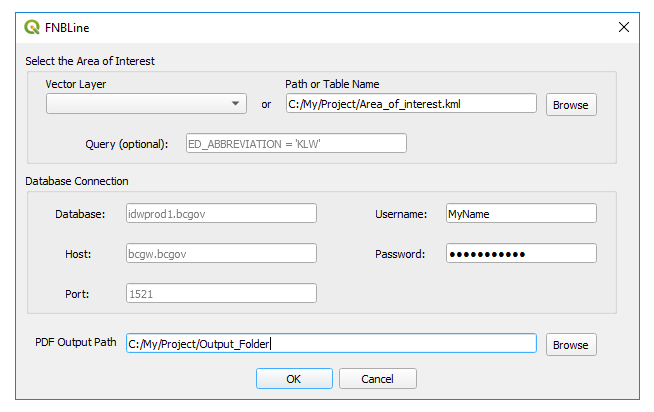 FNBLine
Select the Area of Interest
Vector Layer
Path or Table Name
or
C:/My/Project/Area_of_interest.kml
Browse
Query (optional):
ED_ABBREVIATION = 'KLW'
Database Connection
Database:
idwprod1.bcgov
Username:
MyName
Host:
bcgw.bcgov
Password:
●●●●●●●●●●●
Port:
1521
PDF Output Path
C:/My/Project/Output_Folder
Browse
OK
Cancel